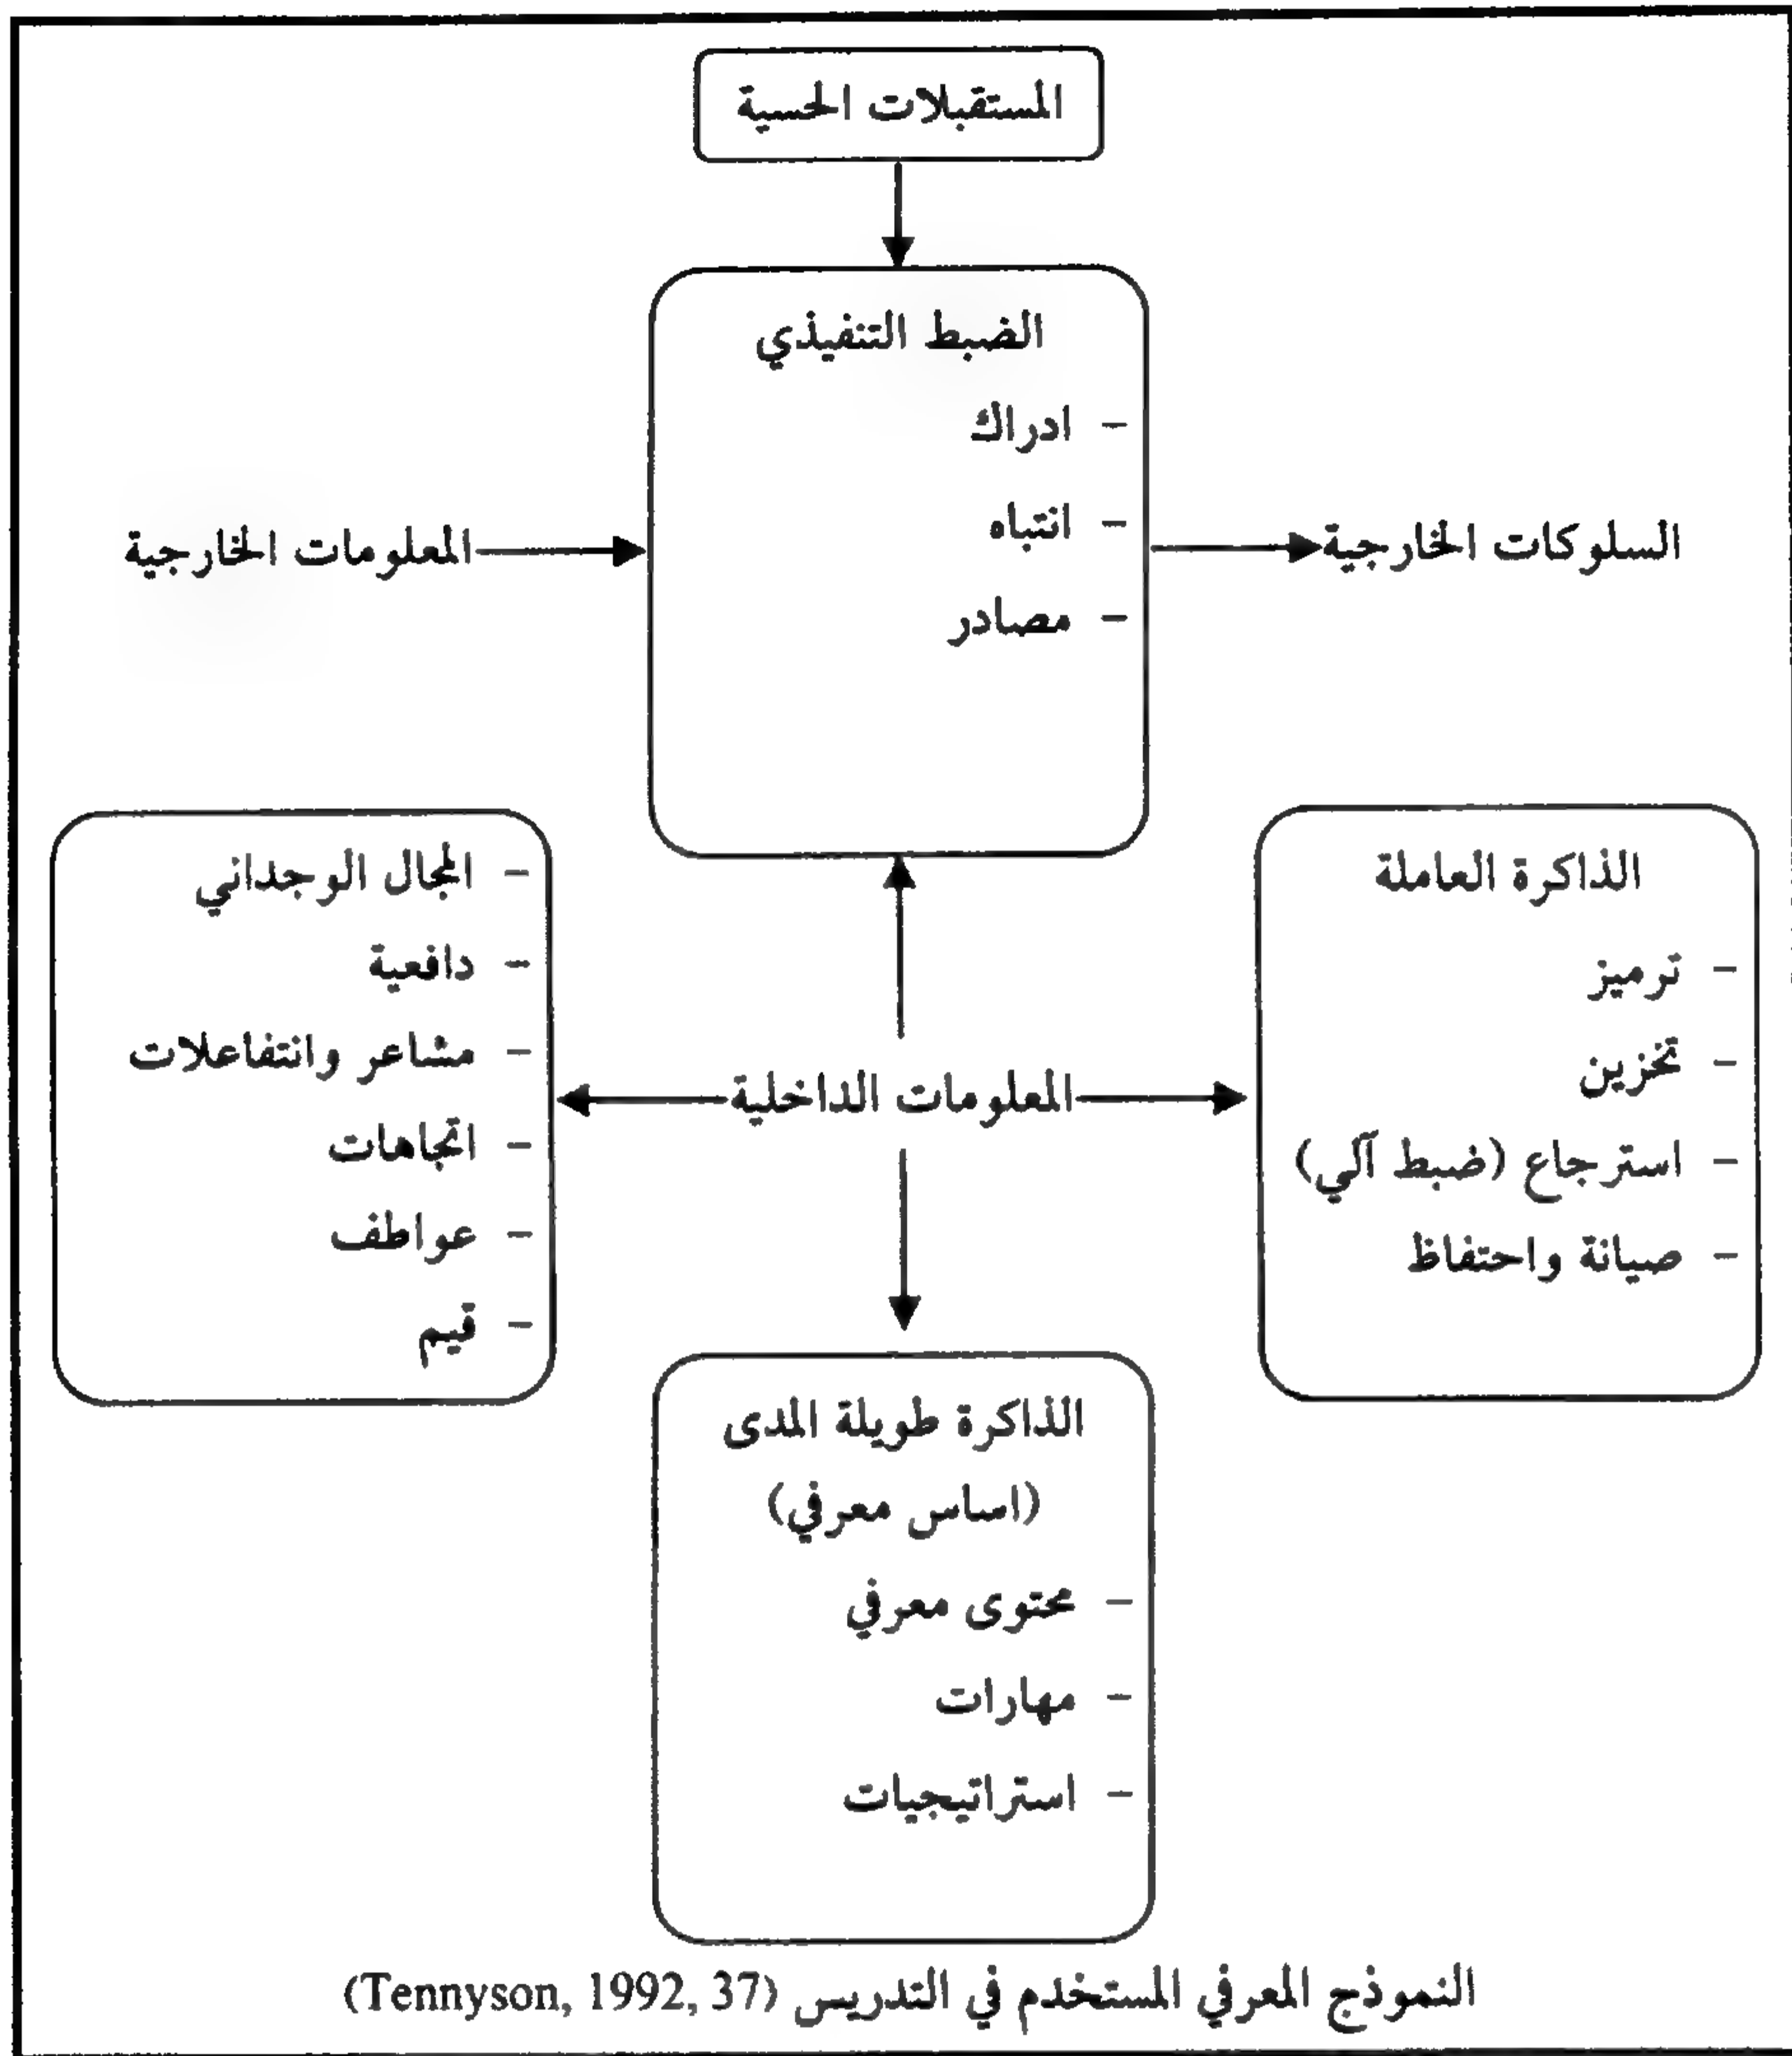 المستقبلات الحسية
الضبط التنفيذي
- ادراك
- انتباه
- مصادر
السلوكات الخارجية
المعلومات الخارجية
الذاكرة العاملة
- ترميز
- تخزين
- استرجاع (ضبط آلي)
- صيانة واحتفاظ
المعلومات الداخلية
- المجال الوجداني
- دافعية
- مشاعر وانتفاعلات
- اتجاهات
- عواطف
- قيم
الذاكرة طويلة المدى
(اساس معرفي)
- محتوى معرفي
- مهارات
- استراتيجيات
النموذج المعرفي المستخدم في التدريس (Tennyson, 1992, 37)